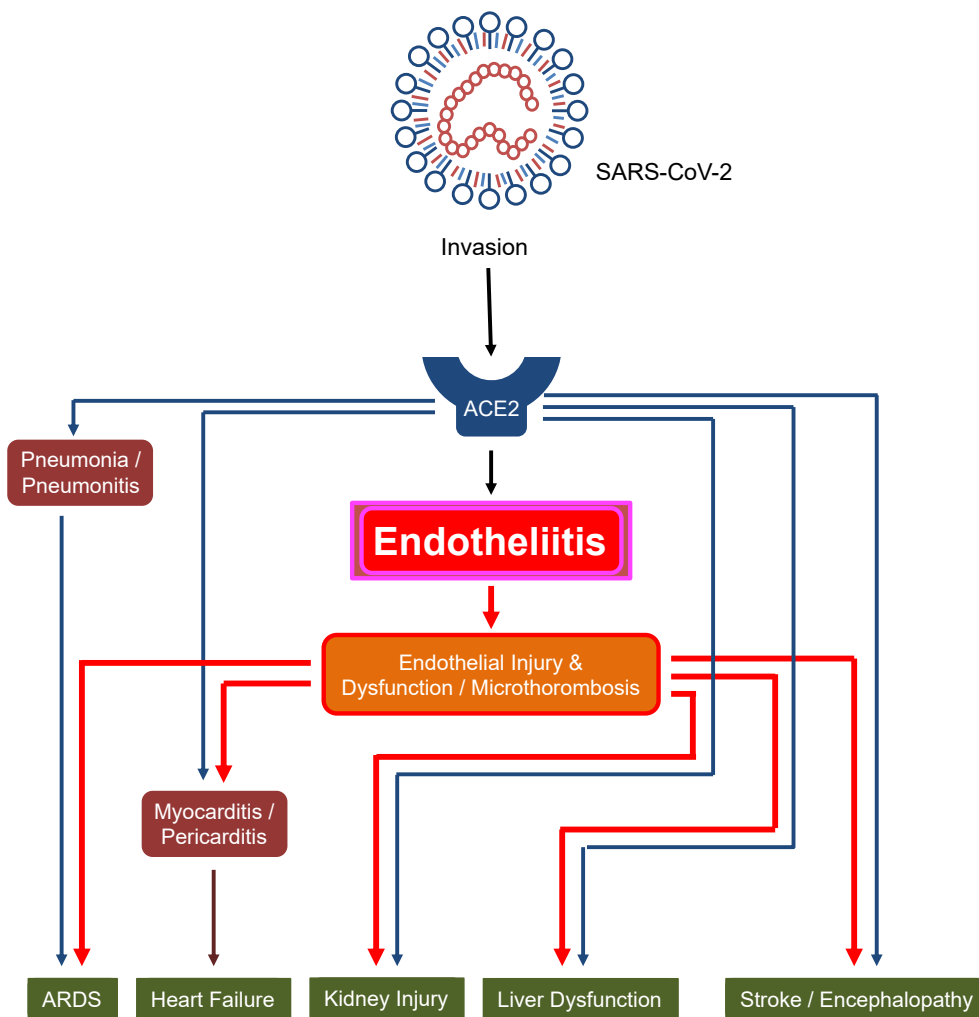 SARS-CoV-2
Invasion
ACE2
Pneumonia /
Pneumonitis
Endotheliitis
Endothelial Injury &
Dysfunction / Microthorombosis
Myocarditis /
Pericarditis
ARDS
Heart Failure
Kidney Injury
Liver Dysfunction
Stroke / Encephalopathy